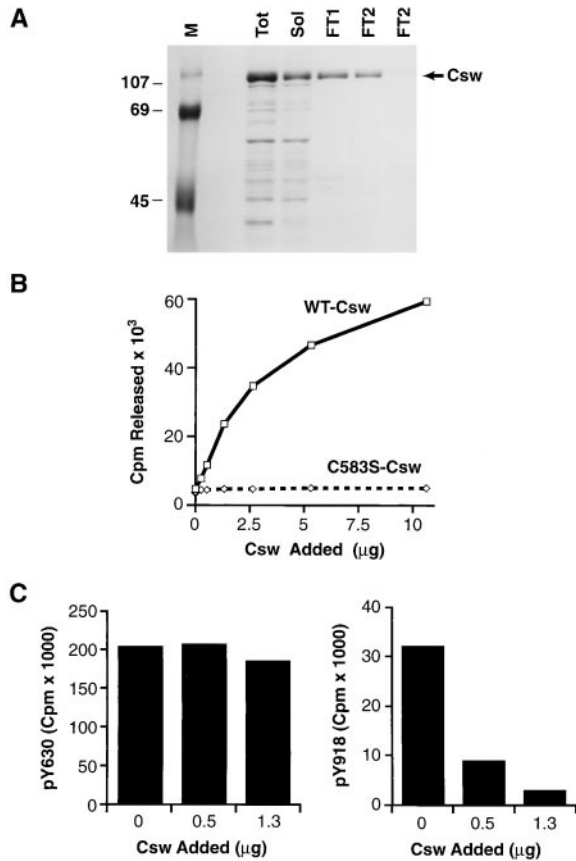 A
M
Tot
Sol
FT1
FT2
FT2
107
69
45
Csw
B
Cpm Released x 10³
60
40
20
0
WT-Csw
C583S-Csw
0 2.5 5 7.5 10
Csw Added (µg)
C
pY630 (Cpm x 1000)
250
200
150
100
50
0
0 0.5 1.3
Csw Added (µg)
pY918 (Cpm x 1000)
40
30
20
10
0
0 0.5 1.3
Csw Added (µg)